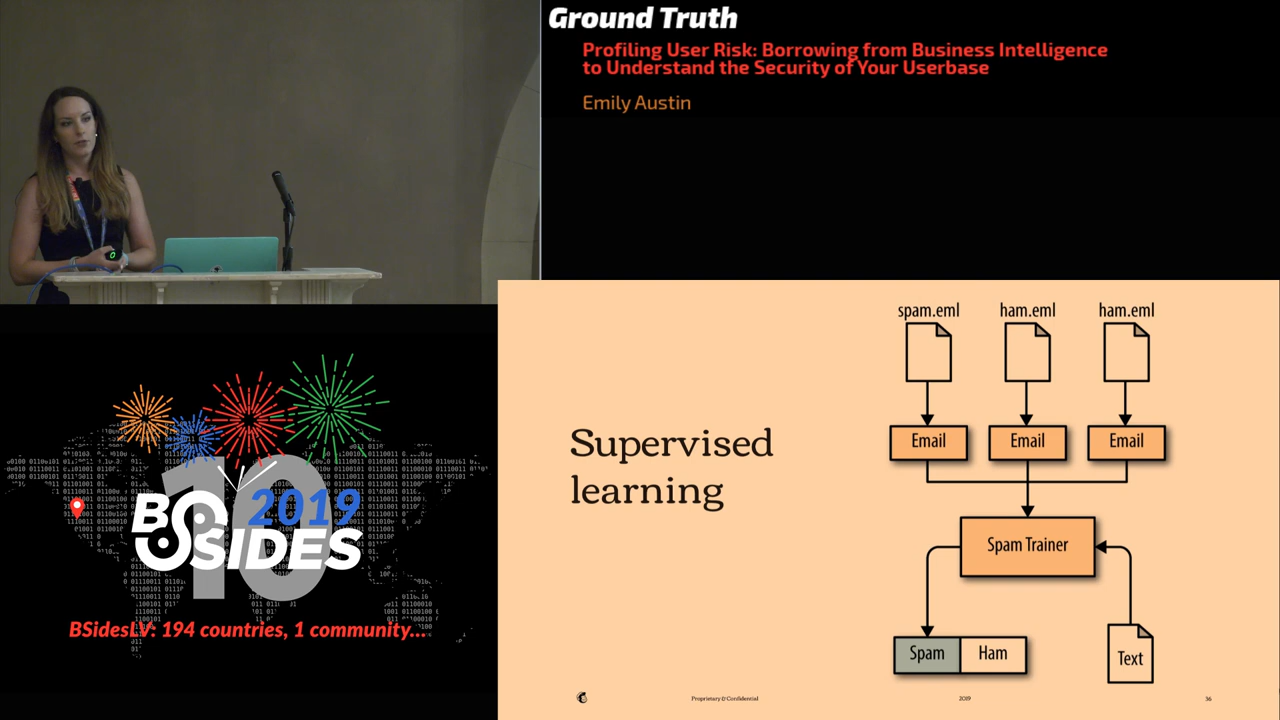 Ground Truth
Profiling User Risk: Borrowing from Business Intelligence
to Understand the Security of Your Userbase
Emily Austin
10
2019
BSIDES
BSidesLV: 194 countries, 1 community...
Supervised
learning
spam.eml ham.eml ham.eml
Email Email Email
Spam Trainer
Spam Ham
Text
Proprietary & Confidential 2019 36